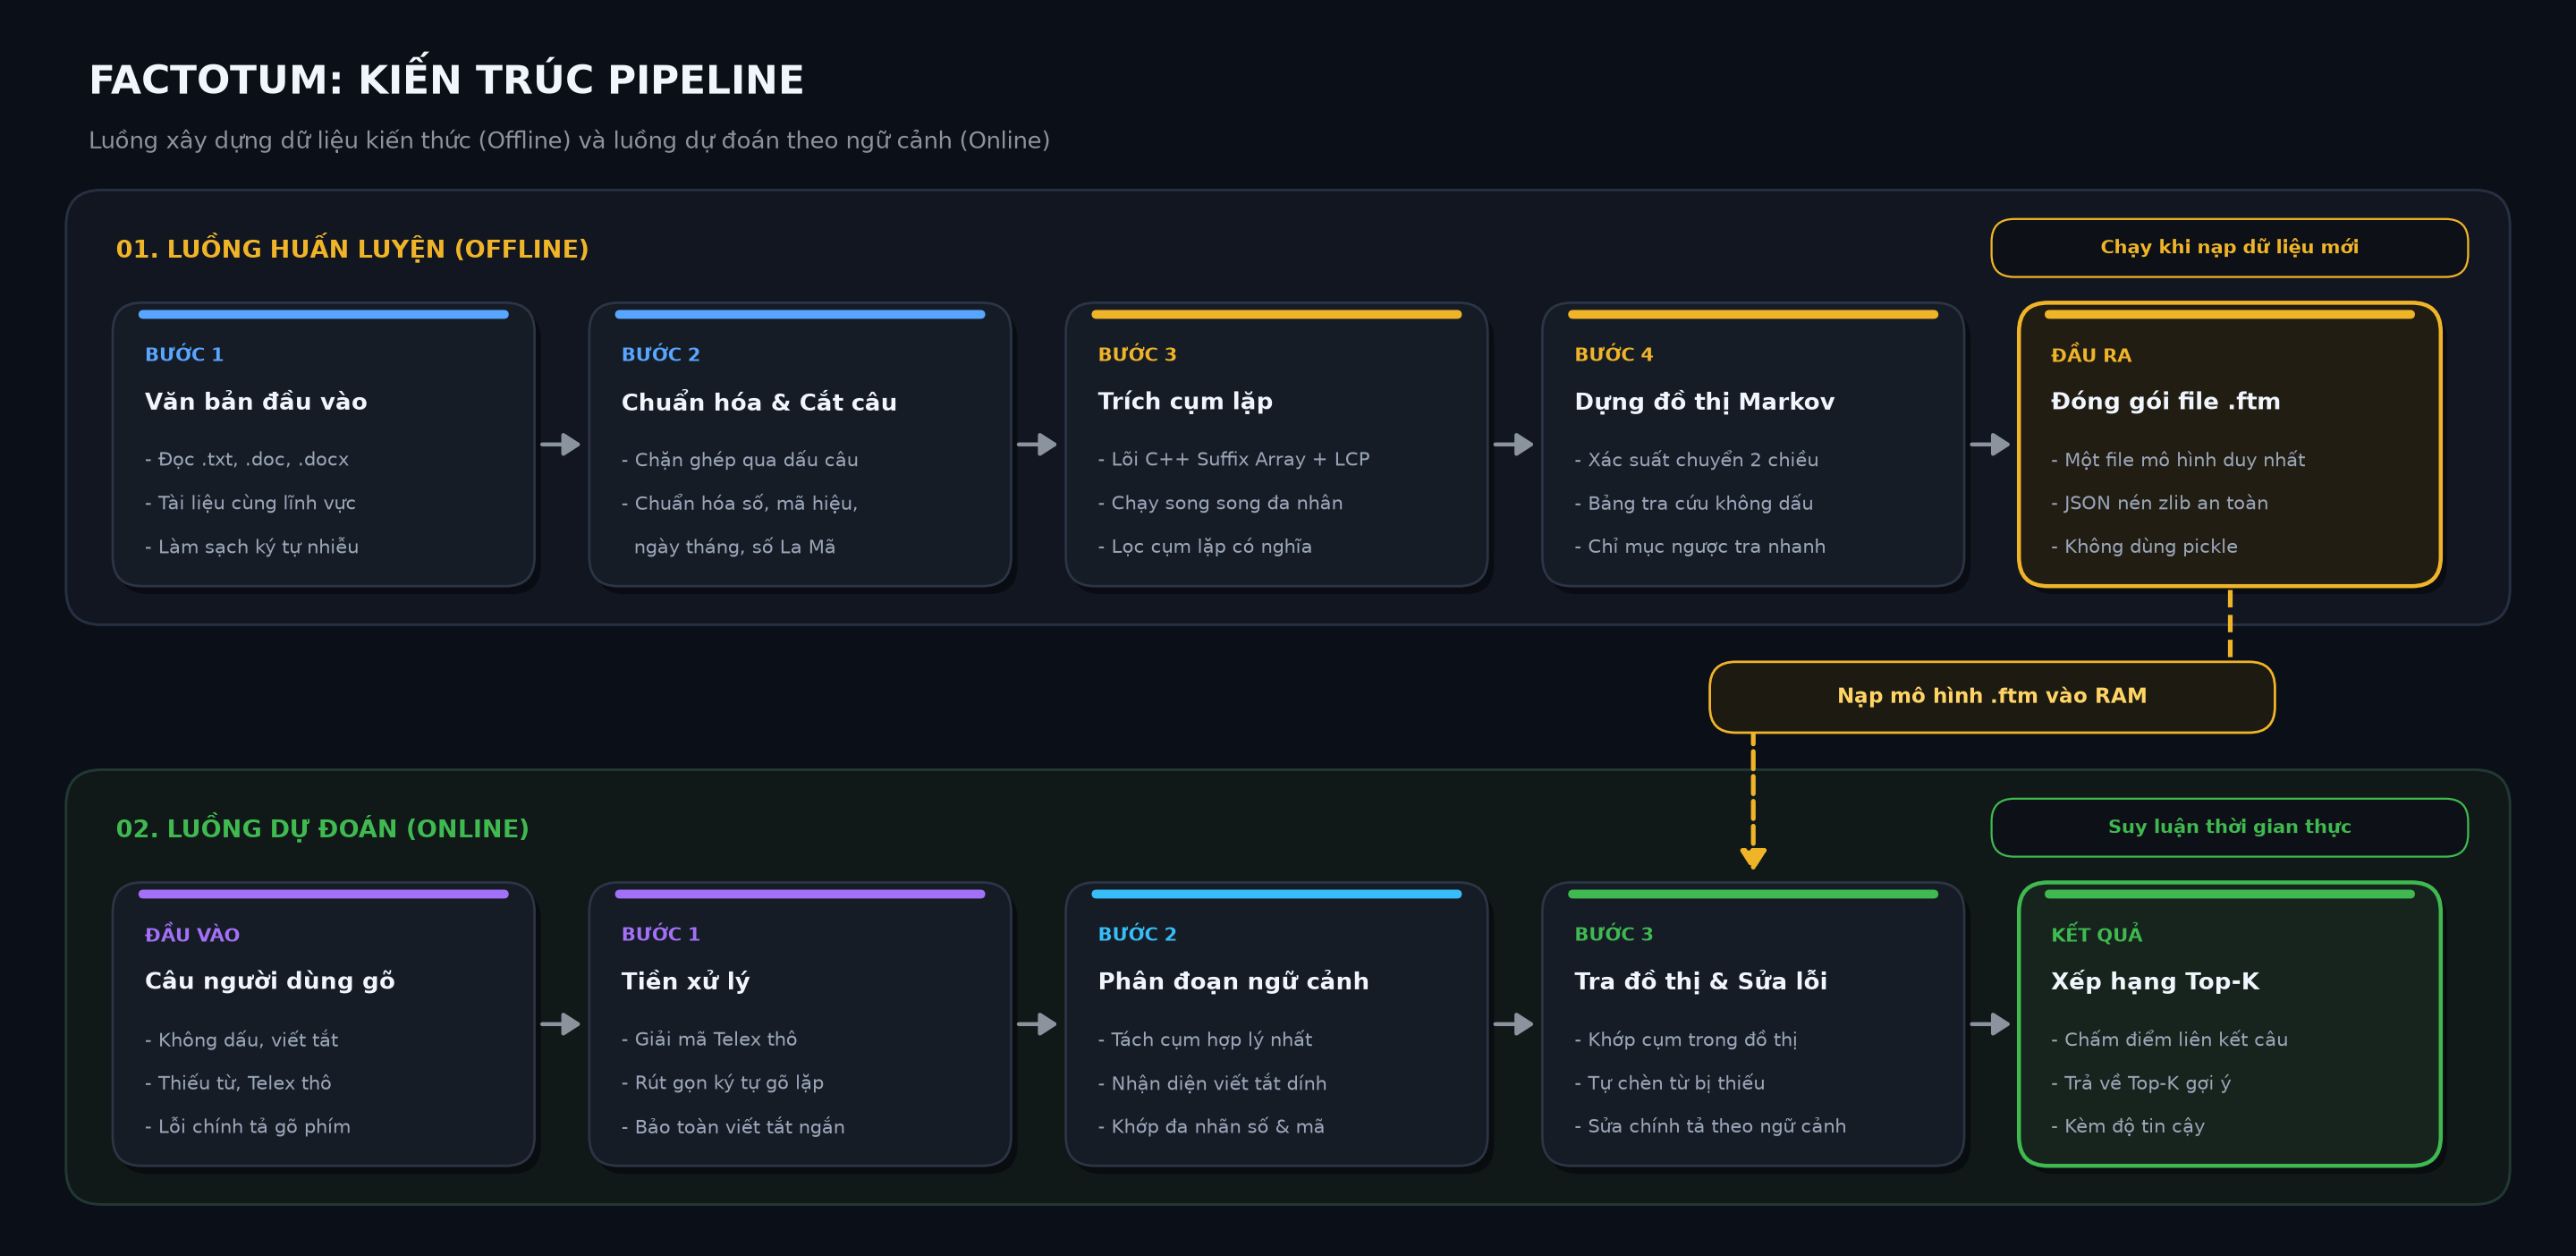 FACTOTUM: KIẾN TRÚC PIPELINE
Luồng xây dựng dữ liệu kiến thức (Offline) và luồng dự đoán theo ngữ cảnh (Online)
01. LUỒNG HUẤN LUYỆN (OFFLINE)
Chạy khi nạp dữ liệu mới
BƯỚC 1
Văn bản đầu vào
- Đọc .txt, .doc, .docx
- Tài liệu cùng lĩnh vực
- Làm sạch ký tự nhiễu
BƯỚC 2
Chuẩn hóa & Cắt câu
- Chặn ghép qua dấu câu
- Chuẩn hóa số, mã hiệu,
ngày tháng, số La Mã
BƯỚC 3
Trích cụm lặp
- Lõi C++ Suffix Array + LCP
- Chạy song song đa nhân
- Lọc cụm lặp có nghĩa
BƯỚC 4
Dựng đồ thị Markov
- Xác suất chuyển 2 chiều
- Bảng tra cứu không dấu
- Chỉ mục ngược tra nhanh
ĐẦU RA
Đóng gói file .ftm
- Một file mô hình duy nhất
- JSON nén zlib an toàn
- Không dùng pickle
Nạp mô hình .ftm vào RAM
02. LUỒNG DỰ ĐOÁN (ONLINE)
Suy luận thời gian thực
ĐẦU VÀO
Câu người dùng gõ
- Không dấu, viết tắt
- Thiếu từ, Telex thô
- Lỗi chính tả gõ phím
BƯỚC 1
Tiền xử lý
- Giải mã Telex thô
- Rút gọn ký tự gõ lặp
- Bảo toàn viết tắt ngắn
BƯỚC 2
Phân đoạn ngữ cảnh
- Tách cụm hợp lý nhất
- Nhận diện viết tắt dính
- Khớp đa nhãn số & mã
BƯỚC 3
Tra đồ thị & Sửa lỗi
- Khớp cụm trong đồ thị
- Tự chèn từ bị thiếu
- Sửa chính tả theo ngữ cảnh
KẾT QUẢ
Xếp hạng Top-K
- Chấm điểm liên kết câu
- Trả về Top-K gợi ý
- Kèm độ tin cậy